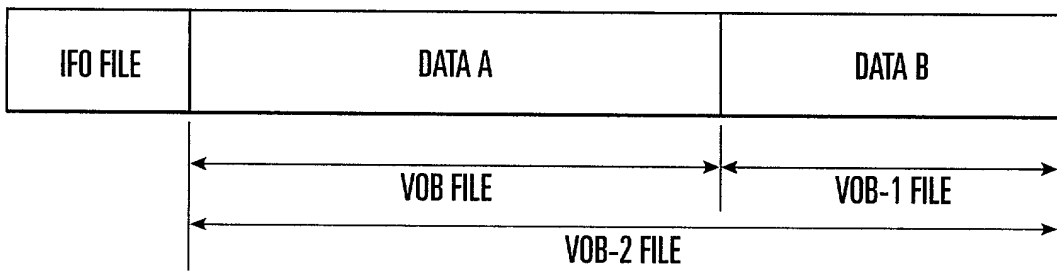 IFO FILE
DATA A
DATA B
VOB FILE
VOB-1 FILE
VOB-2 FILE